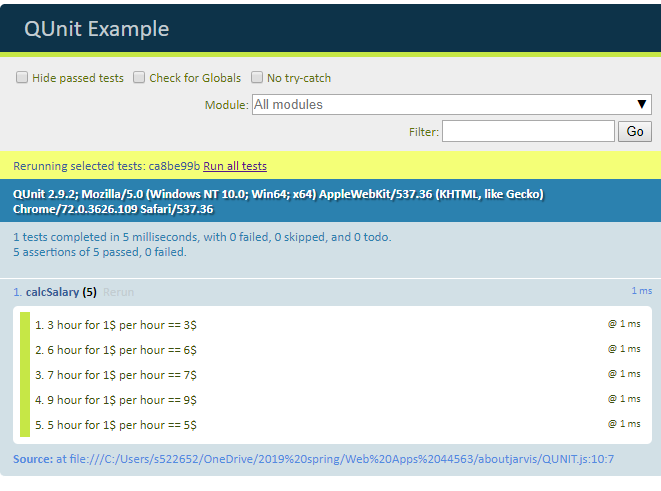 QUnit Example
Hide passed tests Check for Globals No try-catch
Module: All modules
Filter: Go
Rerunning selected tests: ca8be99b Run all tests
QUnit 2.9.2; Mozilla/5.0 (Windows NT 10.0; Win64; x64) AppleWebKit/537.36 (KHTML, like Gecko)
Chrome/72.0.3626.109 Safari/537.36
1 tests completed in 5 milliseconds, with 0 failed, 0 skipped, and 0 todo.
5 assertions of 5 passed, 0 failed.
1. calcSalary (5) Rerun 1 ms
1. 3 hour for 1$ per hour == 3$ @ 1 ms
2. 6 hour for 1$ per hour == 6$ @ 1 ms
3. 7 hour for 1$ per hour == 7$ @ 1 ms
4. 9 hour for 1$ per hour == 9$ @ 1 ms
5. 5 hour for 1$ per hour == 5$ @ 1 ms
Source: at file:///C:/Users/s522652/OneDrive/2019%20spring/Web%20Apps%2044563/aboutjarvis/QUNIT.js:10:7